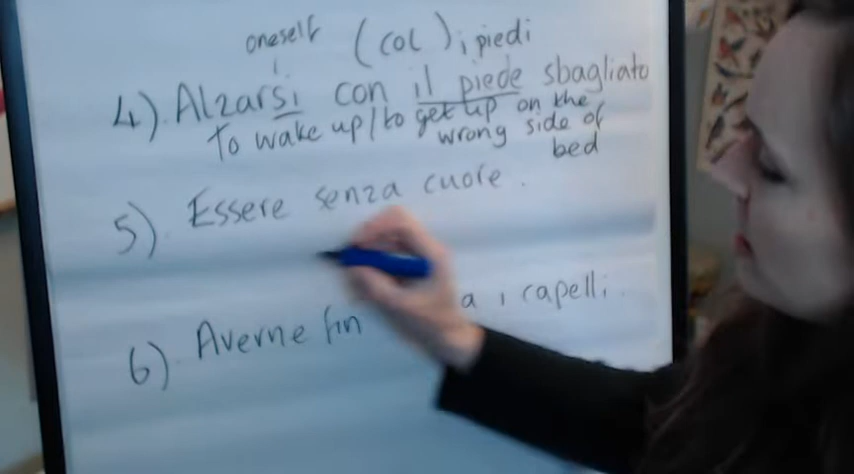 oneself (col), i piedi
4). Alzarsi con il piede sbagliato
To wake up/to get up on the
wrong side of
bed
5). Essere senza cuore.
6). Averne fin a i capelli.